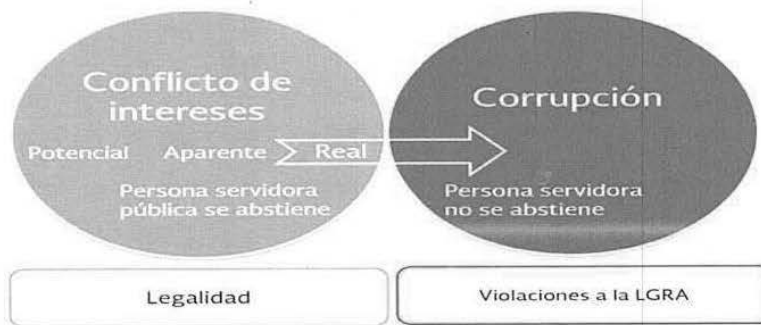 Conflicto de
intereses
Potencial Aparente Real
Persona servidora
pública se abstiene
Corrupción
Persona servidora
no se abstiene
Legalidad
Violaciones a la LGRA